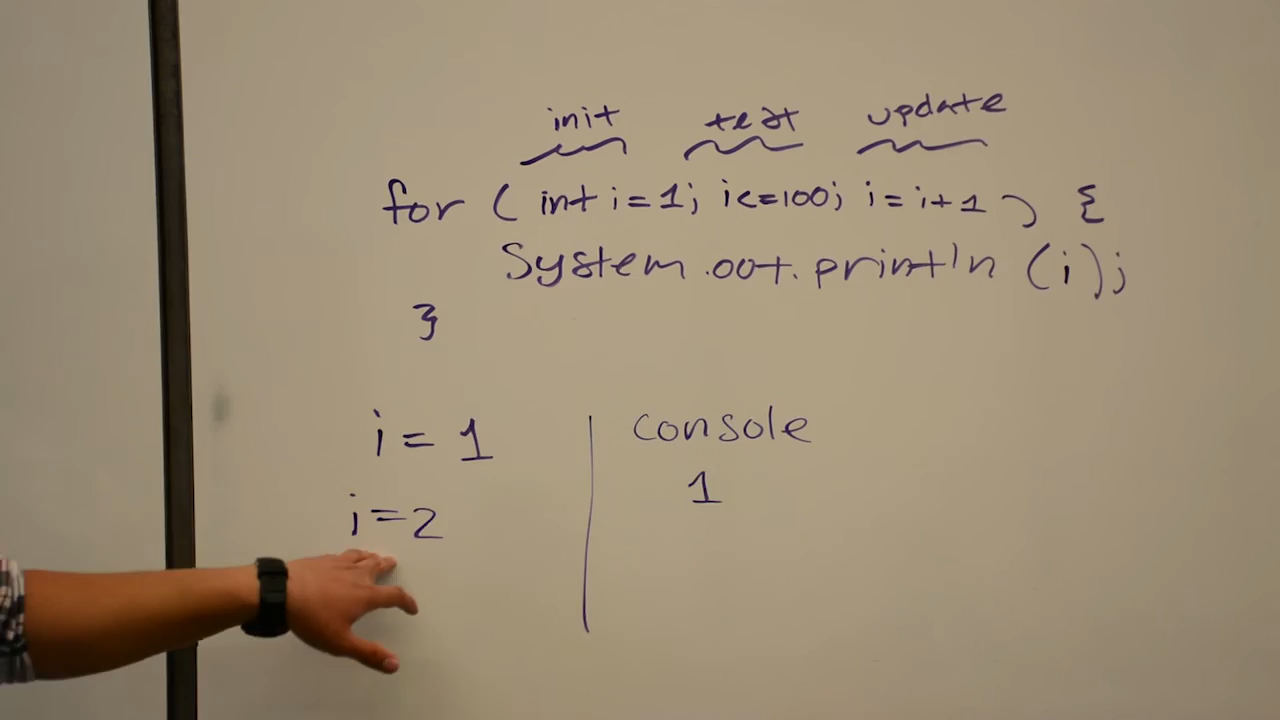 init test update
for ( int i = 1; i<=100; i = i+1 ) {
System.out.println (i);
}
i = 1
i=2
console
1